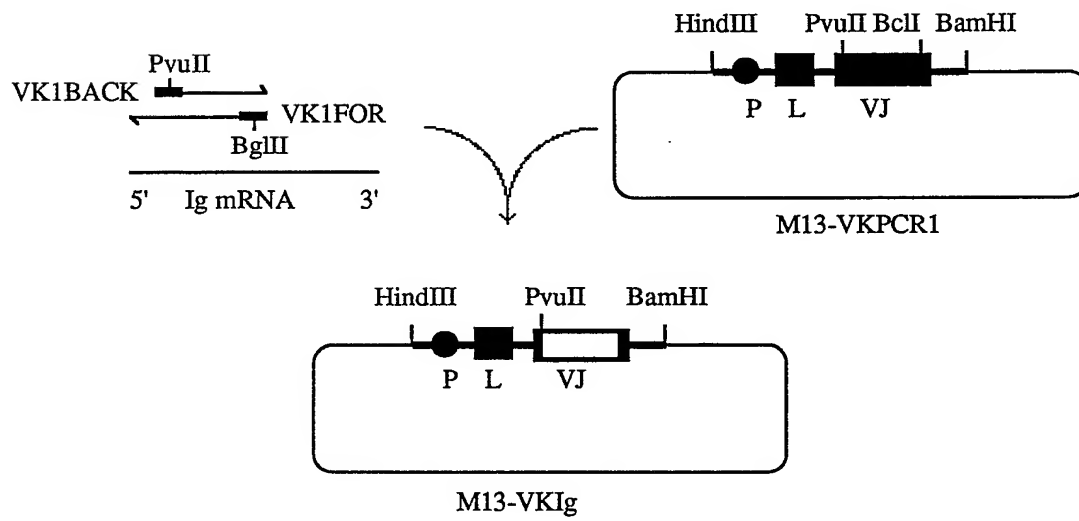 PvuII
VK1BACK
VK1FOR
BglII
5' Ig mRNA 3'
HindIII PvuII BclI BamHI
P L VJ
M13-VKPCR1
HindIII PvuII BamHI
P L VJ
M13-VKIg